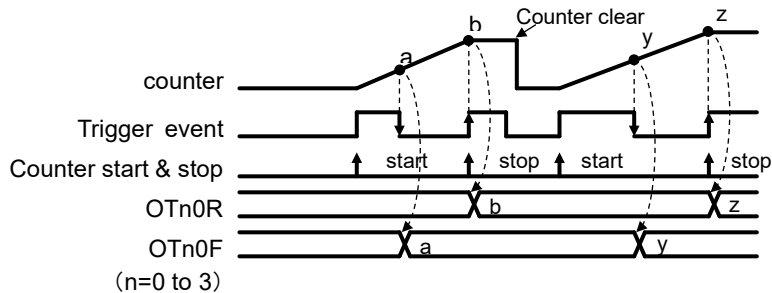 Counter clear
a b y z
counter
Trigger event
Counter start & stop start stop start stop
OTn0R b z
OTn0F a y
（n=0 to 3）